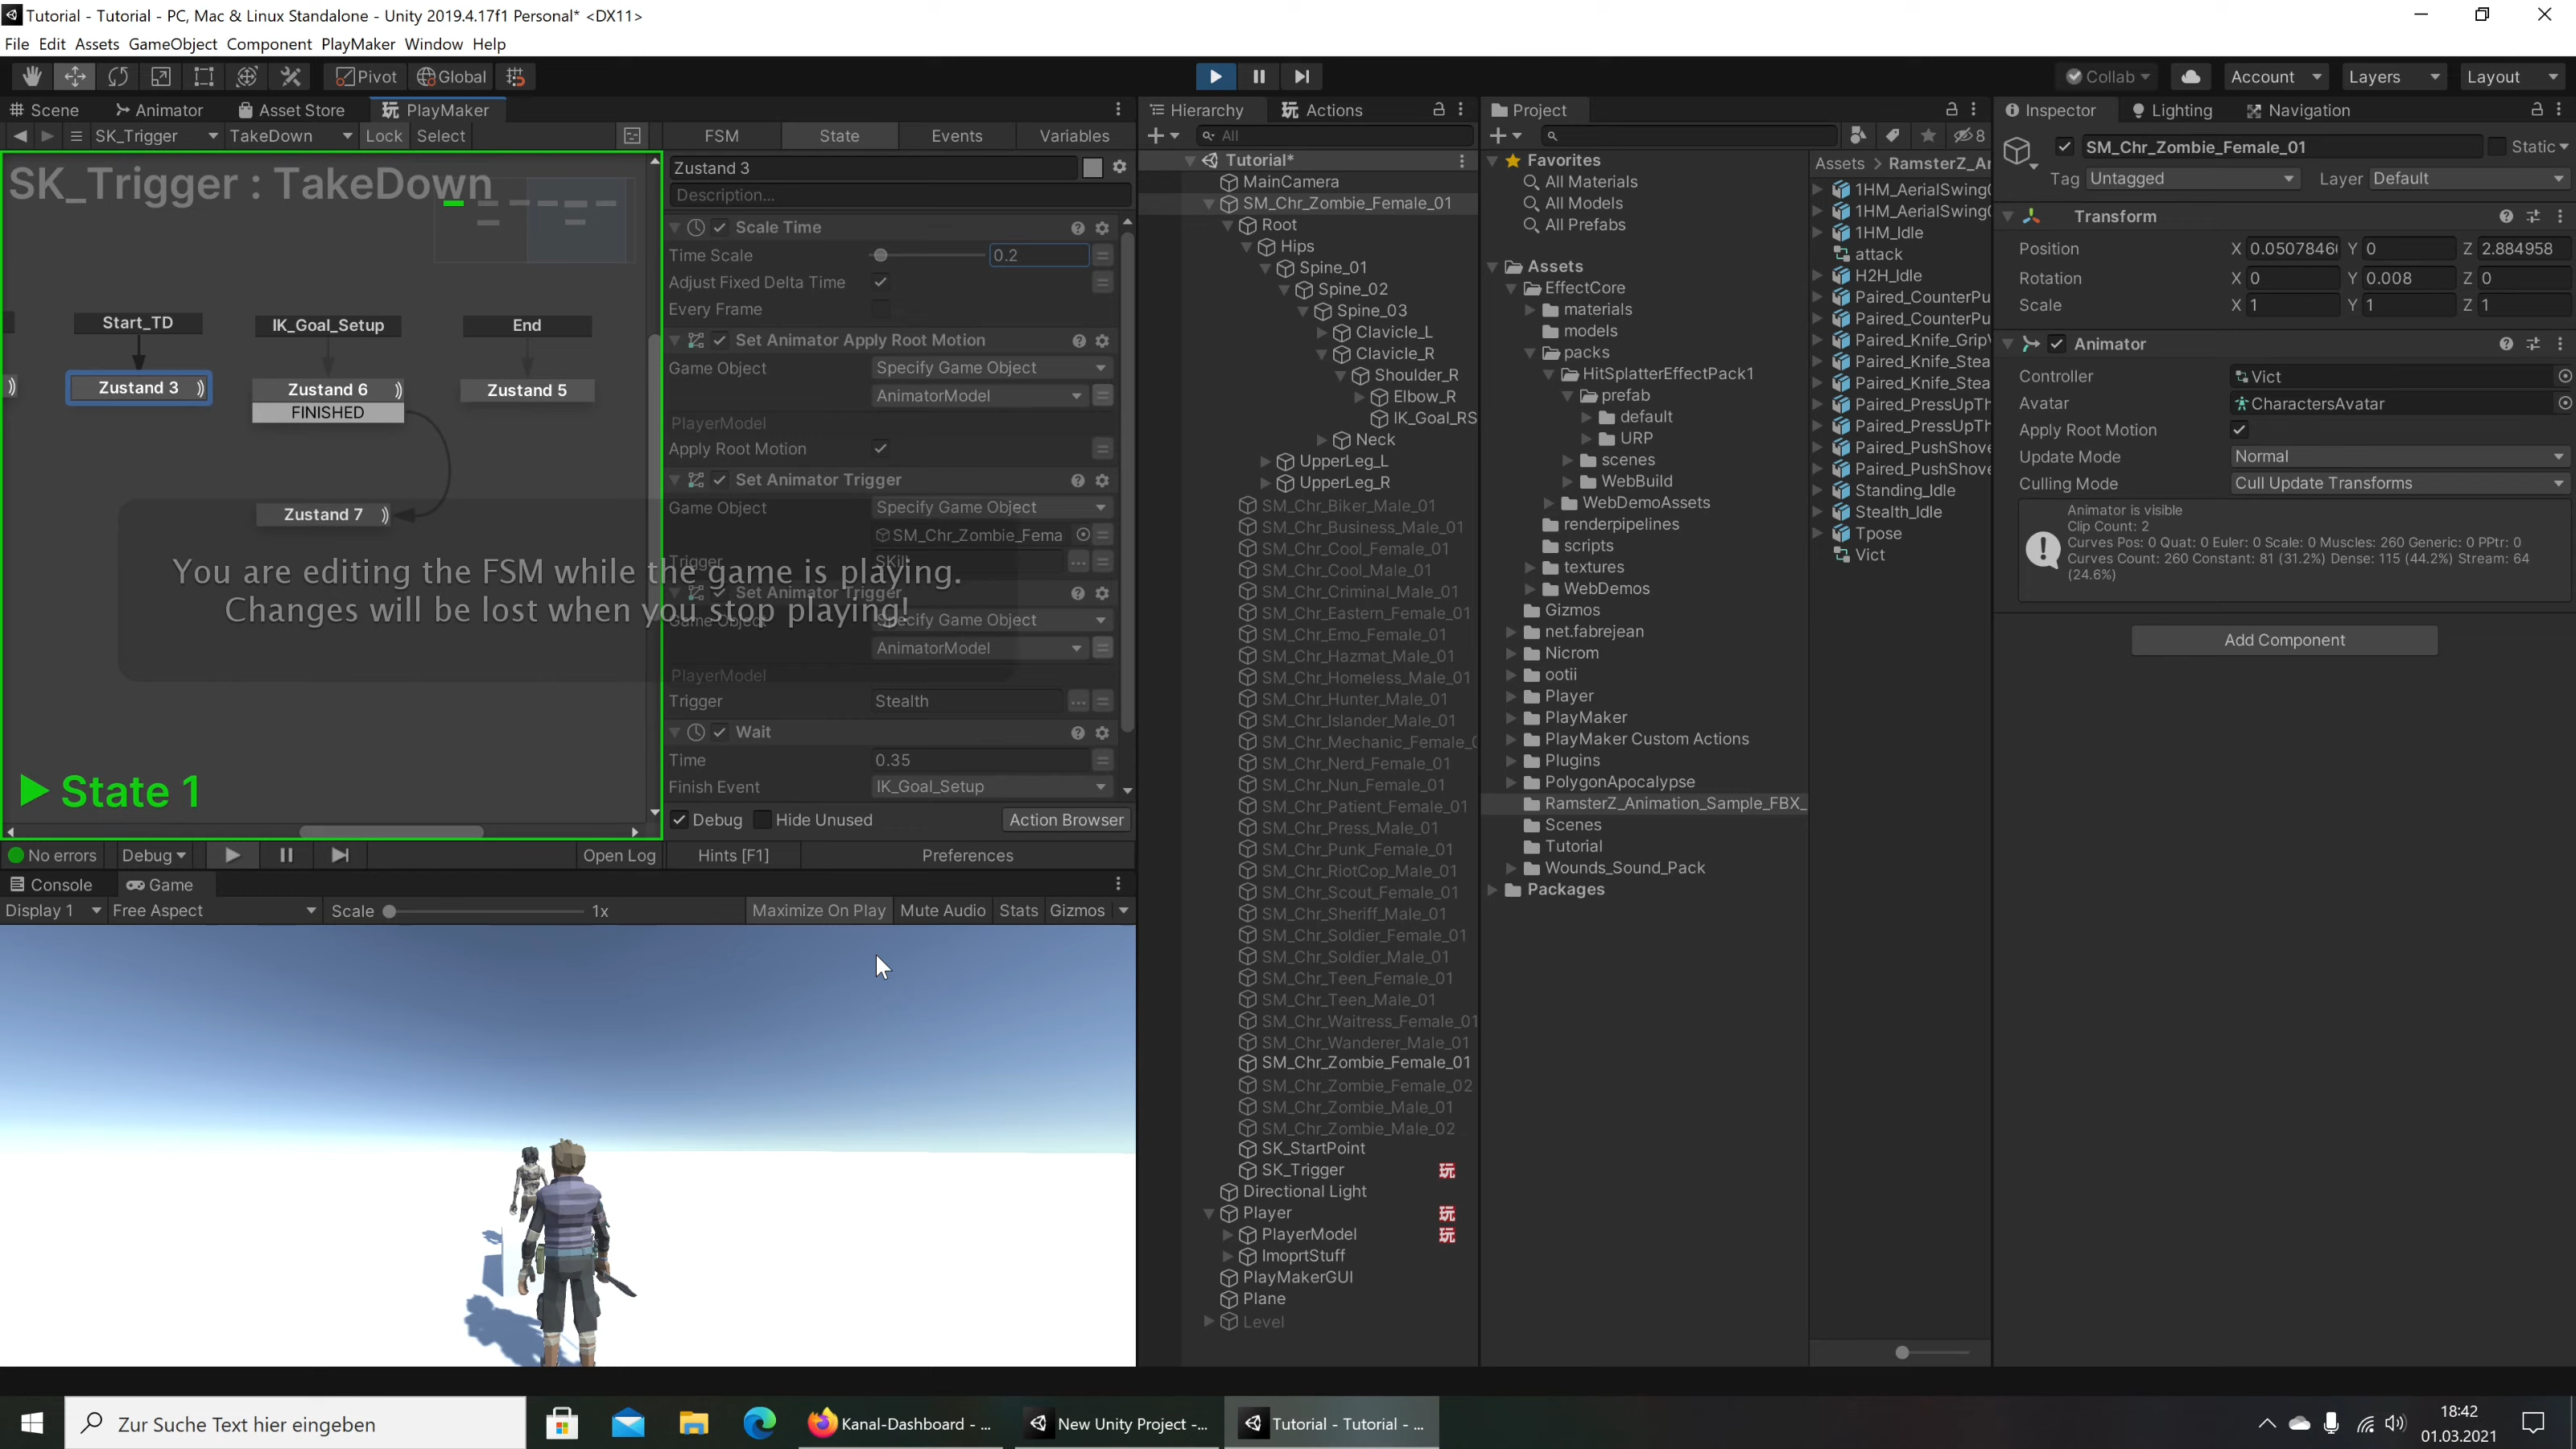 Tutorial - Tutorial - PC, Mac & Linux Standalone - Unity 2019.4.17f1 Personal* <DX11>
File Edit Assets GameObject Component PlayMaker Window Help
Pivot Global Collab Account Layers Layout
Scene Animator Asset Store PlayMaker
SK_Trigger TakeDown Lock Select FSM State Events Variables
SK_Trigger : TakeDown
Start_TD
Zustand 3
IK_Goal_Setup
Zustand 6
FINISHED
End
Zustand 5
Zustand 7
You are editing the FSM while the game is playing.
Changes will be lost when you stop playing!
State 1
Zustand 3
Description...
Scale Time
Time Scale 0.2
Adjust Fixed Delta Time
Every Frame
Set Animator Apply Root Motion
Game Object Specify Game Object
AnimatorModel
PlayerModel
Apply Root Motion
Set Animator Trigger
Game Object Specify Game Object
SM_Chr_Zombie_Fema
Trigger
Set Animator Trigger
Game Object Specify Game Object
AnimatorModel
PlayerModel
Trigger Stealth
Wait
Time 0.35
Finish Event IK_Goal_Setup
Debug Hide Unused Action Browser
No errors Debug Open Log Hints [F1] Preferences
Console Game
Display 1 Free Aspect Scale 1x Maximize On Play Mute Audio Stats Gizmos
Hierarchy Actions
All
Tutorial*
MainCamera
SM_Chr_Zombie_Female_01
Root
Hips
Spine_01
Spine_02
Spine_03
Clavicle_L
Clavicle_R
Shoulder_R
Elbow_R
IK_Goal_RS
Neck
UpperLeg_L
UpperLeg_R
SM_Chr_Biker_Male_01
SM_Chr_Business_Male_01
SM_Chr_Cool_Female_01
SM_Chr_Cool_Male_01
SM_Chr_Criminal_Male_01
SM_Chr_Eastern_Female_01
SM_Chr_Emo_Female_01
SM_Chr_Hazmat_Male_01
SM_Chr_Homeless_Male_01
SM_Chr_Hunter_Male_01
SM_Chr_Islander_Male_01
SM_Chr_Mechanic_Female_0
SM_Chr_Nerd_Female_01
SM_Chr_Nun_Female_01
SM_Chr_Patient_Female_01
SM_Chr_Press_Male_01
SM_Chr_Punk_Female_01
SM_Chr_RiotCop_Male_01
SM_Chr_Scout_Female_01
SM_Chr_Sheriff_Male_01
SM_Chr_Soldier_Female_01
SM_Chr_Soldier_Male_01
SM_Chr_Teen_Female_01
SM_Chr_Teen_Male_01
SM_Chr_Waitress_Female_01
SM_Chr_Wanderer_Male_01
SM_Chr_Zombie_Female_01
SM_Chr_Zombie_Female_02
SM_Chr_Zombie_Male_01
SM_Chr_Zombie_Male_02
SK_StartPoint
SK_Trigger
Directional Light
Player
PlayerModel
ImoprtStuff
PlayMakerGUI
Plane
Level
Project
8
Favorites
All Materials
All Models
All Prefabs
Assets
EffectCore
materials
models
packs
HitSplatterEffectPack1
prefab
default
URP
scenes
WebBuild
WebDemoAssets
renderpipelines
scripts
textures
WebDemos
Gizmos
net.fabrejean
Nicrom
ootii
Player
PlayMaker
PlayMaker Custom Actions
Plugins
PolygonApocalypse
RamsterZ_Animation_Sample_FBX_
Scenes
Tutorial
Wounds_Sound_Pack
Packages
Assets > RamsterZ_A
1HM_AerialSwing
1HM_AerialSwing
1HM_Idle
attack
H2H_Idle
Paired_CounterPu
Paired_CounterPu
Paired_Knife_Grip
Paired_Knife_Stea
Paired_Knife_Stea
Paired_PressUpTh
Paired_PressUpTh
Paired_PushShove
Paired_PushShove
Standing_Idle
Stealth_Idle
Tpose
Vict
Inspector Lighting Navigation
SM_Chr_Zombie_Female_01 Static
Tag Untagged Layer Default
Transform
Position X 0.0507846 Y 0 Z 2.884958
Rotation X 0 Y 0.008 Z 0
Scale X 1 Y 1 Z 1
Animator
Controller Vict
Avatar CharactersAvatar
Apply Root Motion
Update Mode Normal
Culling Mode Cull Update Transforms
Animator is visible
Clip Count: 2
Curves Pos: 0 Quat: 0 Euler: 0 Scale: 0 Muscles: 260 Generic: 0 PPtr: 0
Curves Count: 260 Constant: 81 (31.2%) Dense: 115 (44.2%) Stream: 64
(24.6%)
Add Component
Zur Suche Text hier eingeben
Kanal-Dashboard - ...
New Unity Project -...
Tutorial - Tutorial - ...
18:42
01.03.2021